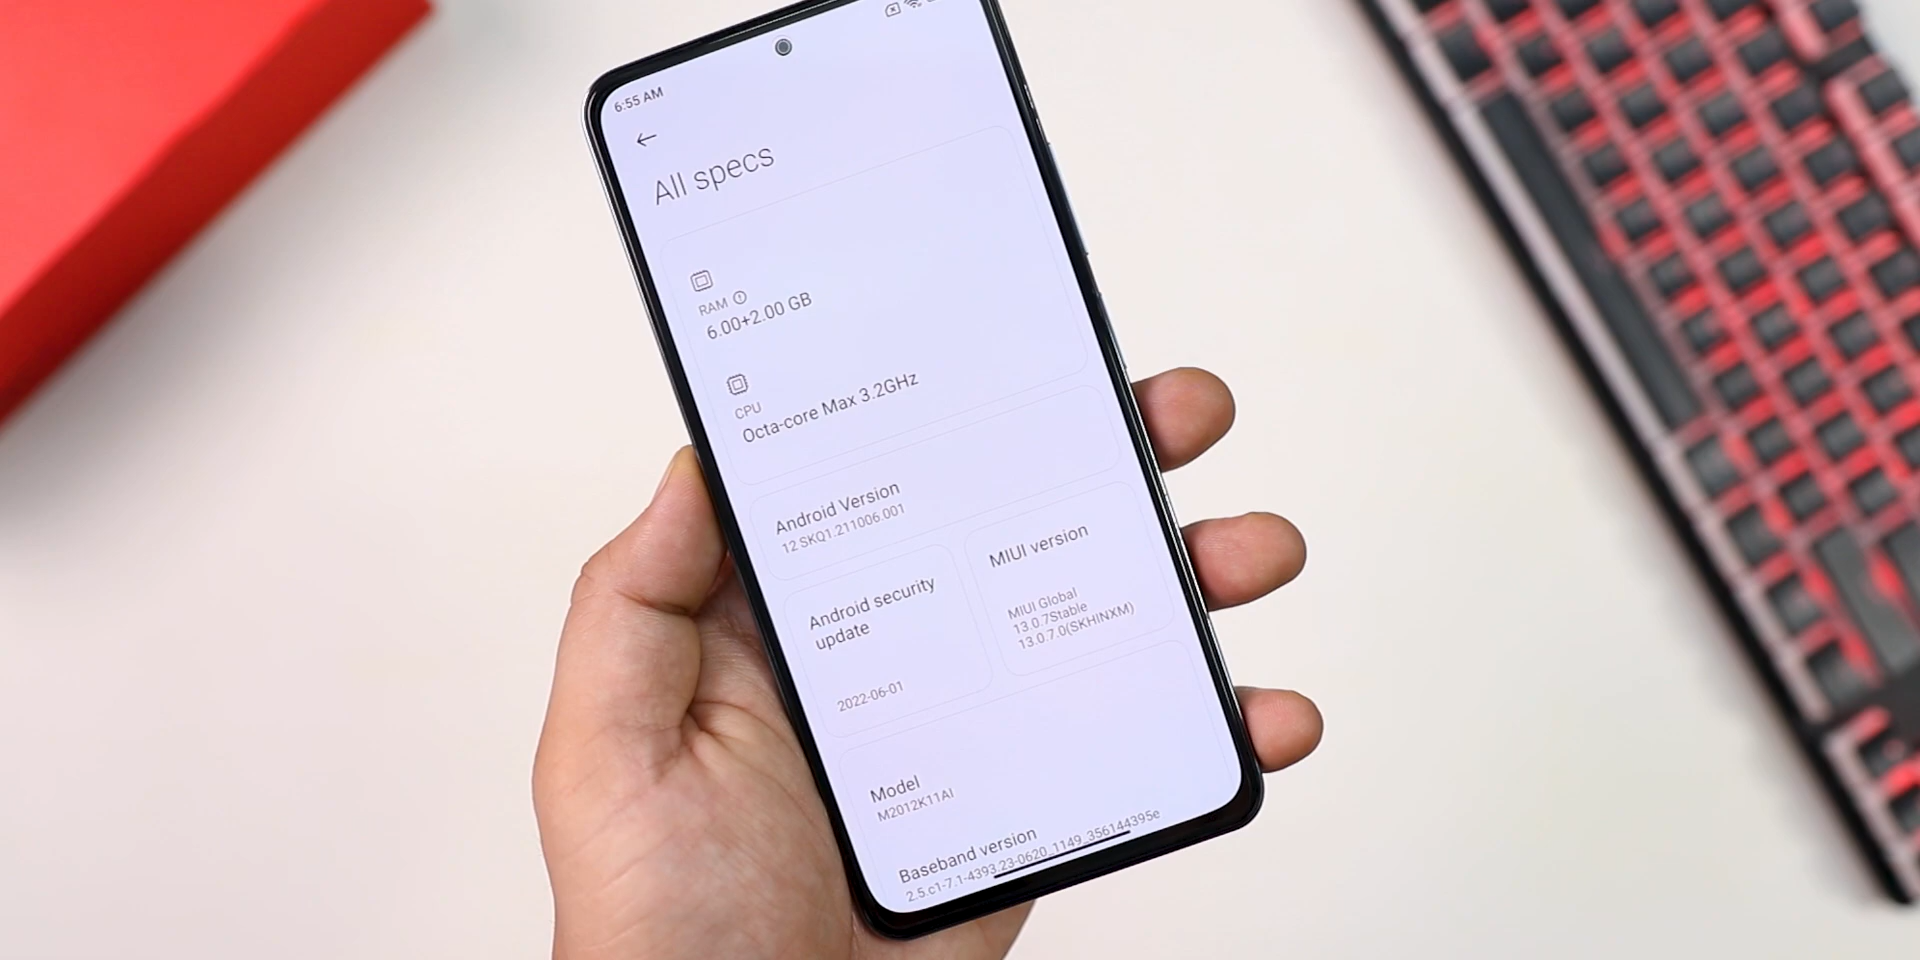 6:55 AM
All specs
RAM
6.00+2.00 GB
CPU
Octa-core Max 3.2GHz
Android Version
12 SKQ1.211006.001
Android security
update
2022-06-01
MIUI version
MIUI Global
13.0.7Stable
13.0.7.0(SKHINXM)
Model
M2012K11AI
Baseband version
2.5.c1-7.1-4393.23-0620_1149_356144395e